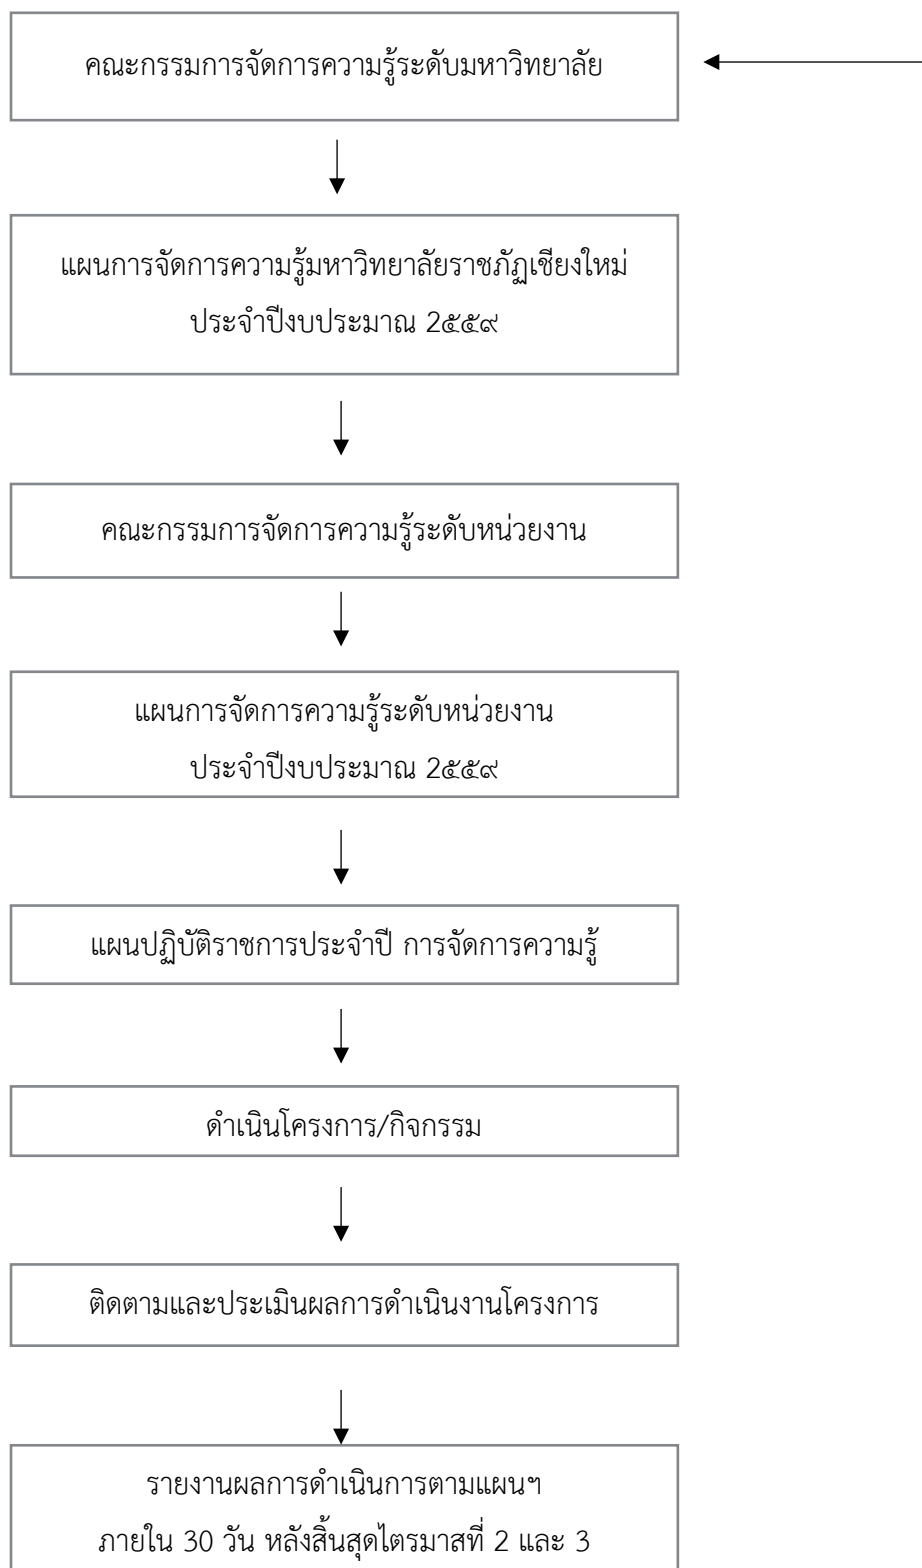 คณะกรรมการจัดการความรู้ระดับมหาวิทยาลัย
แผนการจัดการความรู้มหาวิทยาลัยราชภัฏเชียงใหม่
ประจำปีงบประมาณ 2๕๕๙
คณะกรรมการจัดการความรู้ระดับหน่วยงาน
แผนการจัดการความรู้ระดับหน่วยงาน
ประจำปีงบประมาณ 2๕๕๙
แผนปฏิบัติราชการประจำปี การจัดการความรู้
ดำเนินโครงการ/กิจกรรม
ติดตามและประเมินผลการดำเนินงานโครงการ
รายงานผลการดำเนินการตามแผนฯ
ภายใน 30 วัน หลังสิ้นสุดไตรมาสที่ 2 และ 3